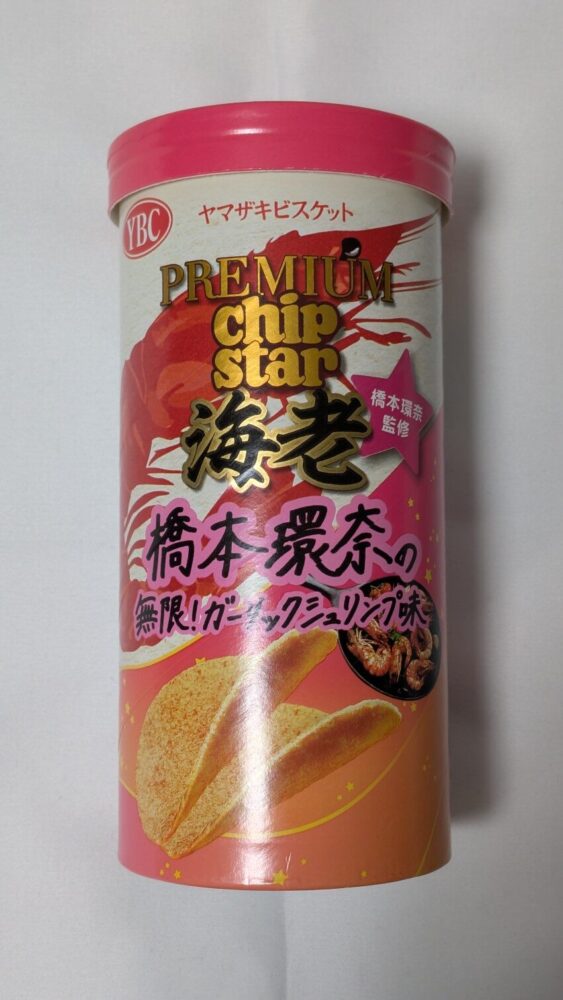 YBC
ヤマザキビスケット
PREMIUM
chip
star
海老
橋本環奈
監修
橋本環奈の
無限!ガーリックシュリンプ味